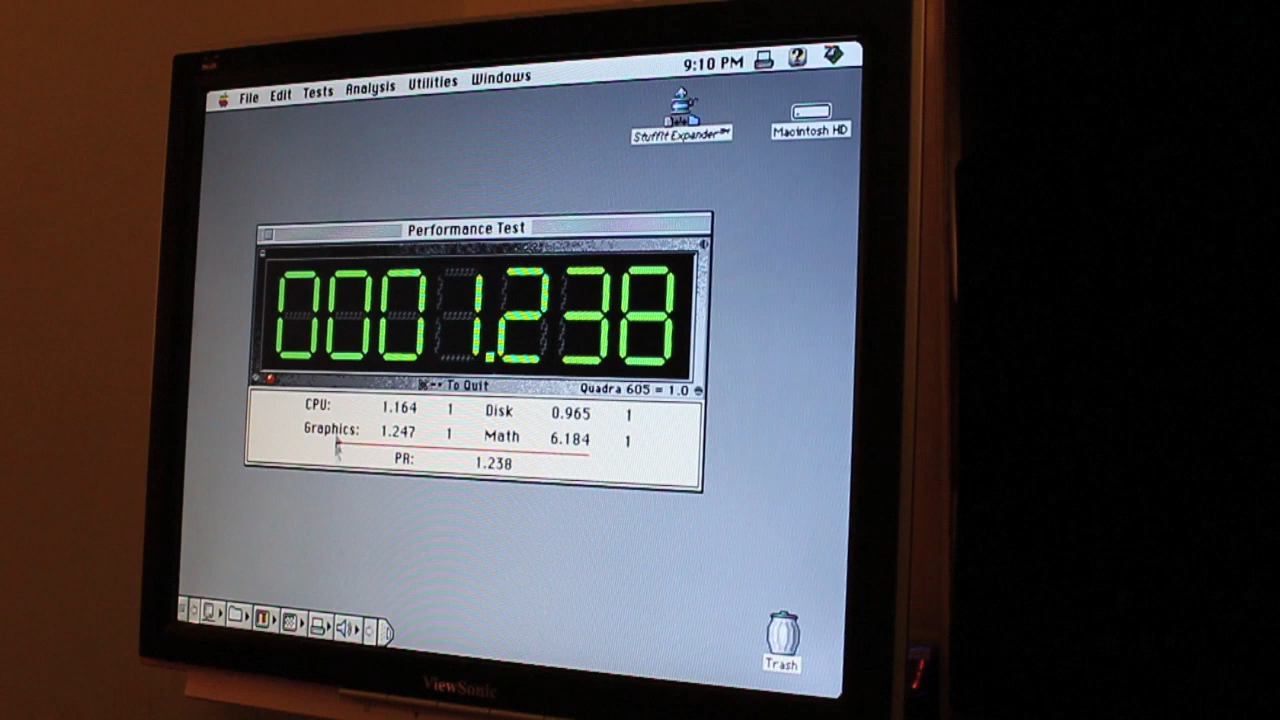 File Edit Tests Analysis Utilities Windows 9:10 PM
StuffIt Expander™
Macintosh HD
Performance Test
0001.238
⌘-. To Quit Quadra 605 = 1.0
CPU: 1.164 1 Disk 0.965 1
Graphics: 1.247 1 Math 6.184 1
PR: 1.238
Trash
ViewSonic